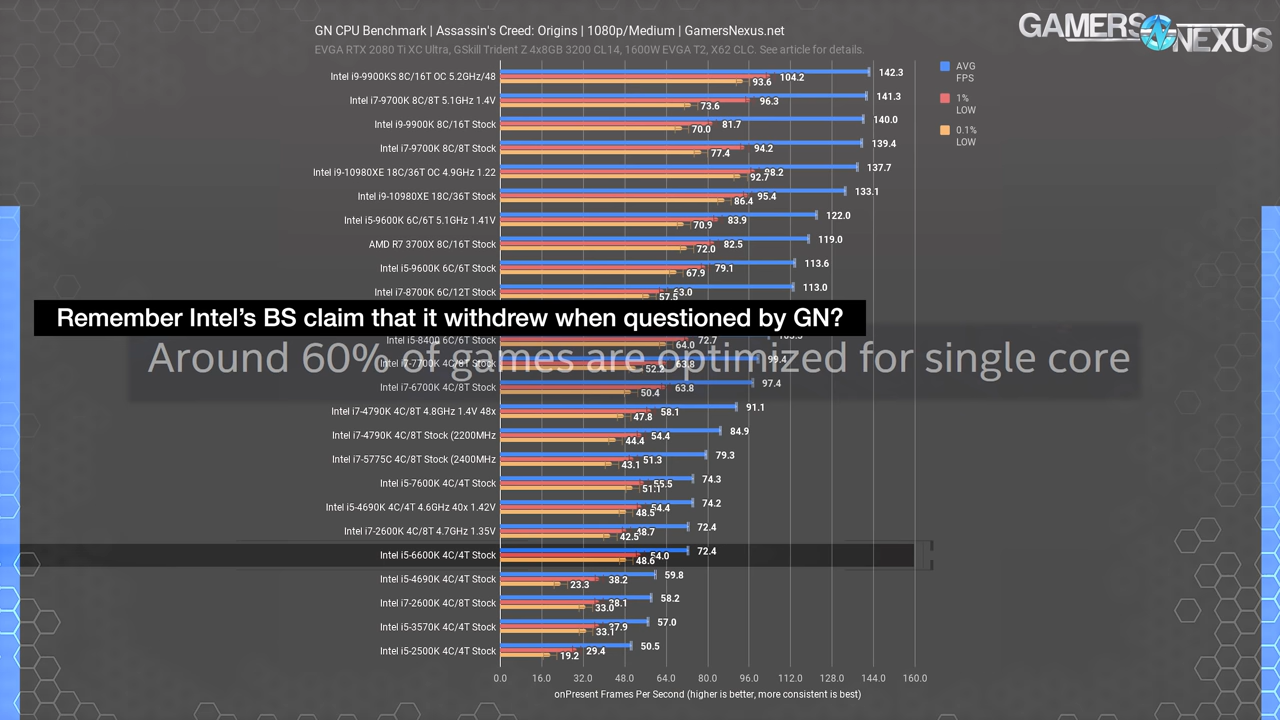 GN CPU Benchmark | Assassin's Creed: Origins | 1080p/Medium | GamersNexus.net
GAMERS NEXUS
EVGA RTX 2080 Ti XC Ultra, GSkill Trident Z 4x8GB 3200 CL14, 1600W EVGA T2, X62 CLC. See article for details.
AVG FPS
1% LOW
0.1% LOW
Intel i9-9900KS 8C/16T OC 5.2GHz/48 142.3 104.2 93.6
Intel i7-9700K 8C/8T 5.1GHz 1.4V 141.3 96.3 73.6
Intel i9-9900K 8C/16T Stock 140.0 81.7 70.0
Intel i7-9700K 8C/8T Stock 139.4 94.2 77.4
Intel i9-10980XE 18C/36T OC 4.9GHz 1.22 137.7 98.2 92.7
Intel i9-10980XE 18C/36T Stock 133.1 95.4 86.4
Intel i5-9600K 6C/6T 5.1GHz 1.41V 122.0 83.9 70.9
AMD R7 3700X 8C/16T Stock 119.0 82.5 72.0
Intel i5-9600K 6C/6T Stock 113.6 79.1 67.9
Intel i7-8700K 6C/12T Stock 113.0 63.0 57.5
Remember Intel's BS claim that it withdrew when questioned by GN?
Intel i5-8400 6C/6T Stock 72.7 64.0
Around 60% of games are optimized for single core
Intel i7-7700K 4C/8T Stock 99.4 63.8 52.2
Intel i7-6700K 4C/8T Stock 97.4 63.8 50.4
Intel i7-4790K 4C/8T 4.8GHz 1.4V 48x 91.1 58.1 47.8
Intel i7-4790K 4C/8T Stock (2200MHz 84.9 54.4 44.4
Intel i7-5775C 4C/8T Stock (2400MHz 79.3 51.3 43.1
Intel i5-7600K 4C/4T Stock 74.3 55.5 51.1
Intel i5-4690K 4C/4T 4.6GHz 40x 1.42V 74.2 54.4 48.5
Intel i7-2600K 4C/8T 4.7GHz 1.35V 72.4 48.7 42.5
Intel i5-6600K 4C/4T Stock 72.4 54.0 48.6
Intel i5-4690K 4C/4T Stock 59.8 38.2 23.3
Intel i7-2600K 4C/8T Stock 58.2 38.1 33.0
Intel i5-3570K 4C/4T Stock 57.0 37.9 33.1
Intel i5-2500K 4C/4T Stock 50.5 29.4 19.2
0.0 16.0 32.0 48.0 64.0 80.0 96.0 112.0 128.0 144.0 160.0
onPresent Frames Per Second (higher is better, more consistent is best)